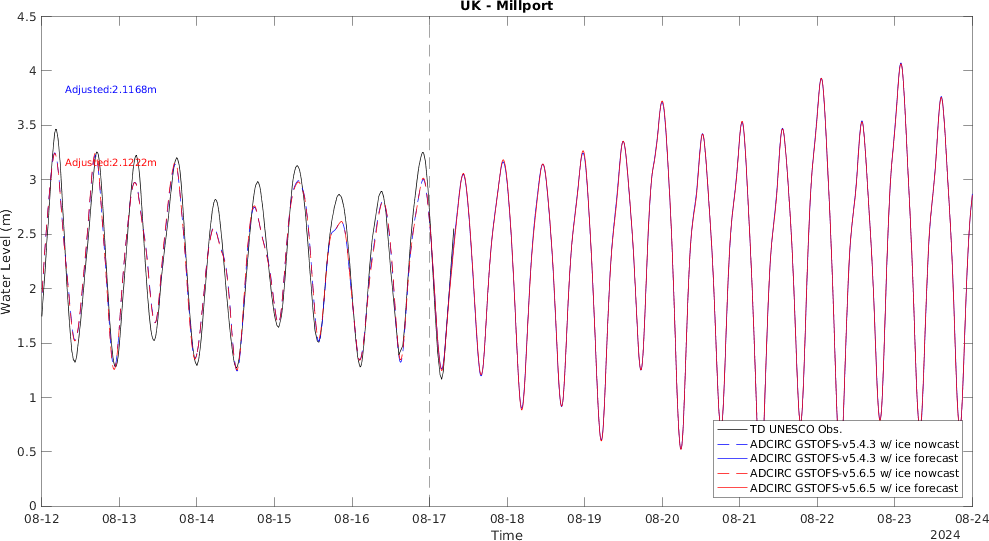 UK - Millport
4.5
4
3.5
3
2.5
2
1.5
1
0.5
0
Water Level (m)
Adjusted:2.1168m
Adjusted:2.1222m
TD UNESCO Obs.
ADCIRC GSTOFS-v5.4.3 w/ ice nowcast
ADCIRC GSTOFS-v5.4.3 w/ ice forecast
ADCIRC GSTOFS-v5.6.5 w/ ice nowcast
ADCIRC GSTOFS-v5.6.5 w/ ice forecast
08-12 08-13 08-14 08-15 08-16 08-17 08-18 08-19 08-20 08-21 08-22 08-23 08-24
Time
2024